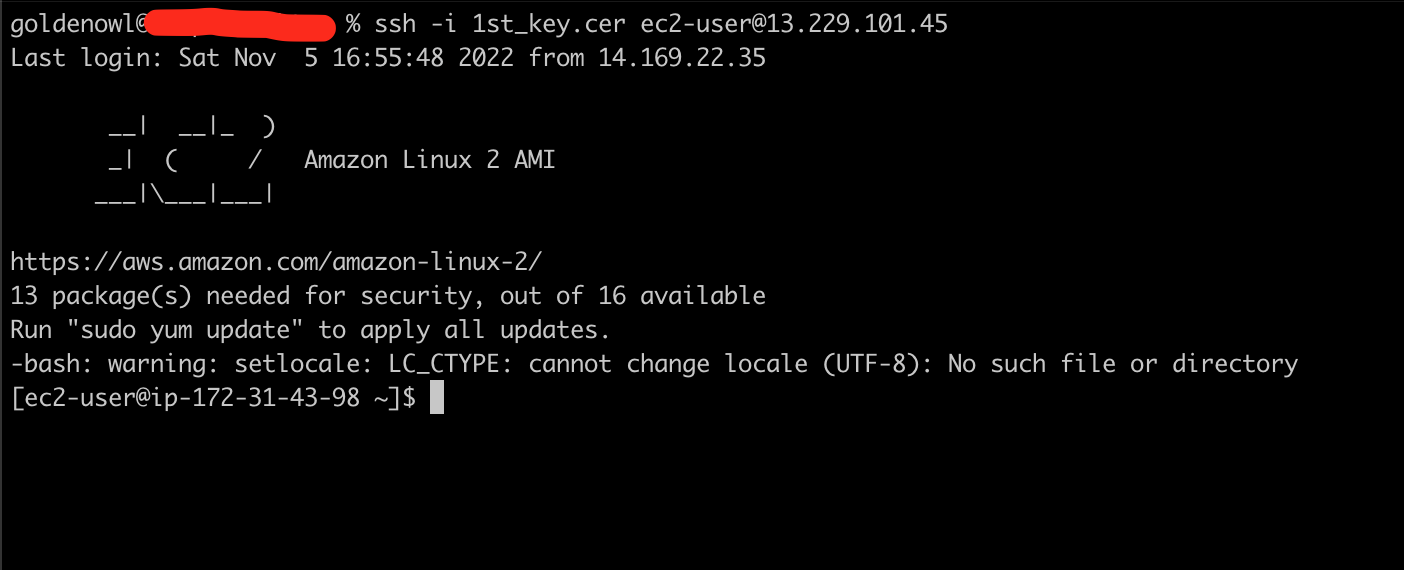 goldenowl@ % ssh -i 1st_key.cer ec2-user@13.229.101.45
Last login: Sat Nov  5 16:55:48 2022 from 14.169.22.35

       __|  __|_  )
       _|  (     /   Amazon Linux 2 AMI
      ___|\___|___|

https://aws.amazon.com/amazon-linux-2/
13 package(s) needed for security, out of 16 available
Run "sudo yum update" to apply all updates.
-bash: warning: setlocale: LC_CTYPE: cannot change locale (UTF-8): No such file or directory
[ec2-user@ip-172-31-43-98 ~]$